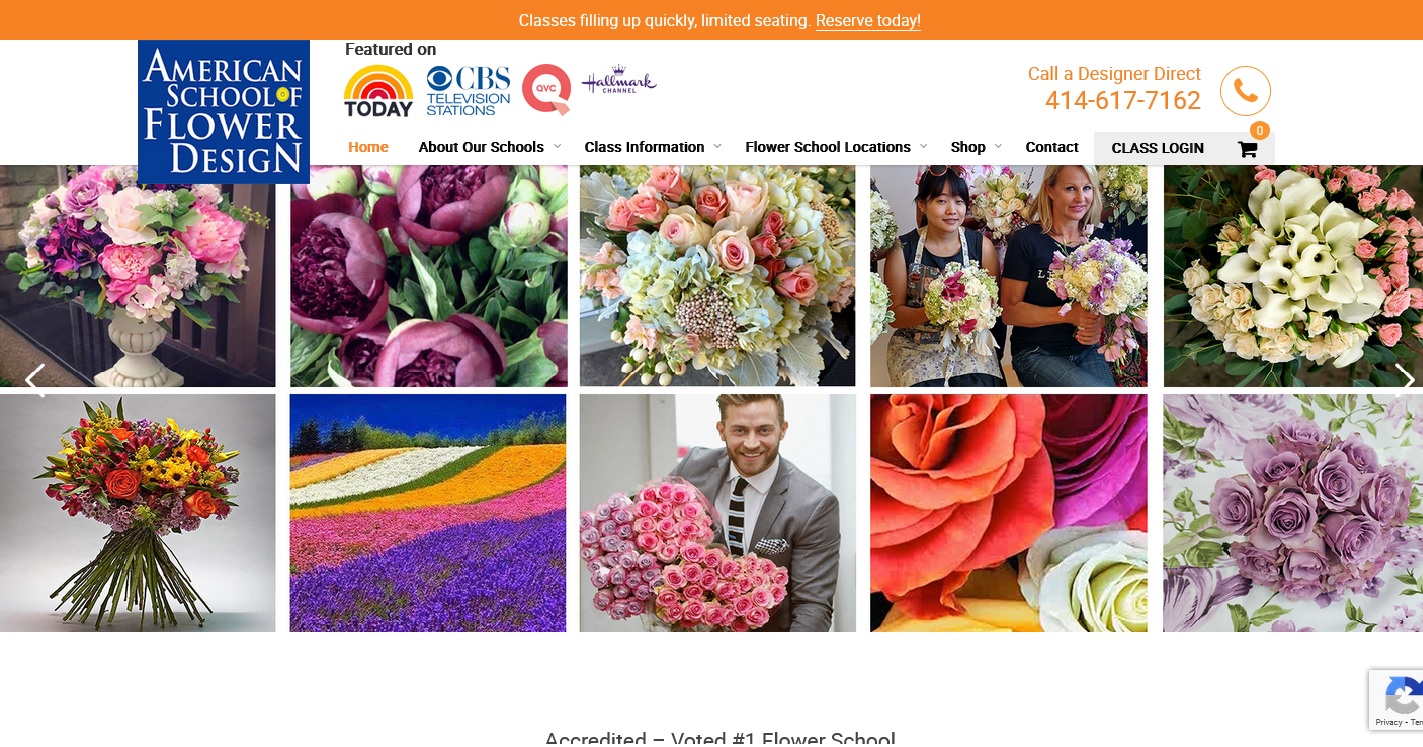 Classes filling up quickly, limited seating. Reserve today!
AMERICAN
SCHOOL OF
FLOWER
DESIGN
Featured on
TODAY
CBS
TELEVISION
STATIONS
QVC
Hallmark
CHANNEL
Call a Designer Direct
414-617-7162
0
Home
About Our Schools
Class Information
Flower School Locations
Shop
Contact
CLASS LOGIN
Privacy - Ter
Accredited – Voted #1 Flower School